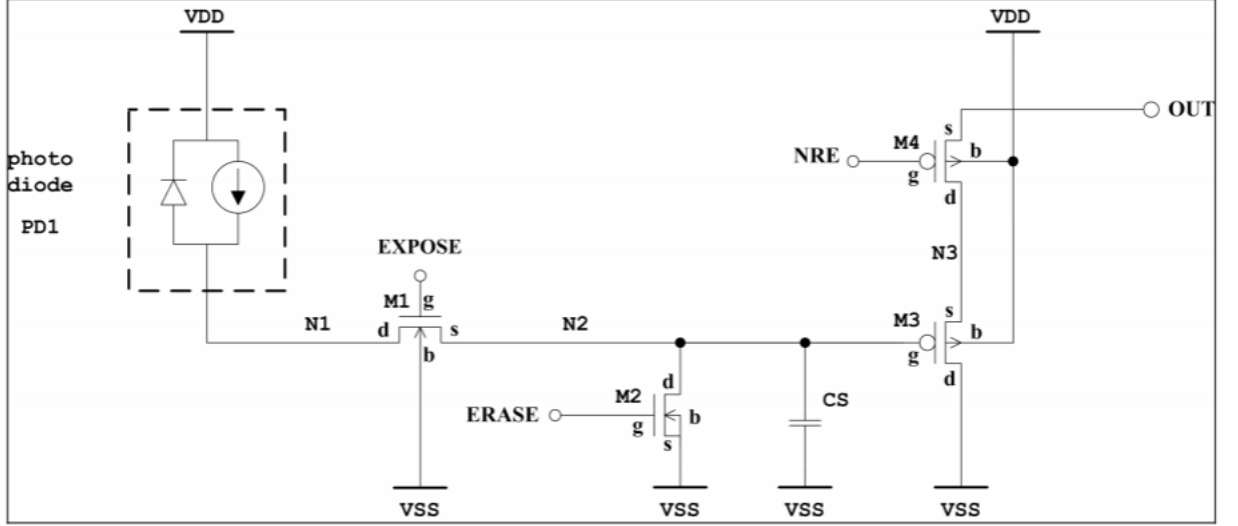 VDD
VDD
OUT
s
M4
b
NRE
g
d
photo
diode
PD1
EXPOSE
N3
M1 g
N1
d
s
N2
b
s
M3
b
g
d
d
M2
b
ERASE
g
s
CS
VSS
VSS
VSS
VSS